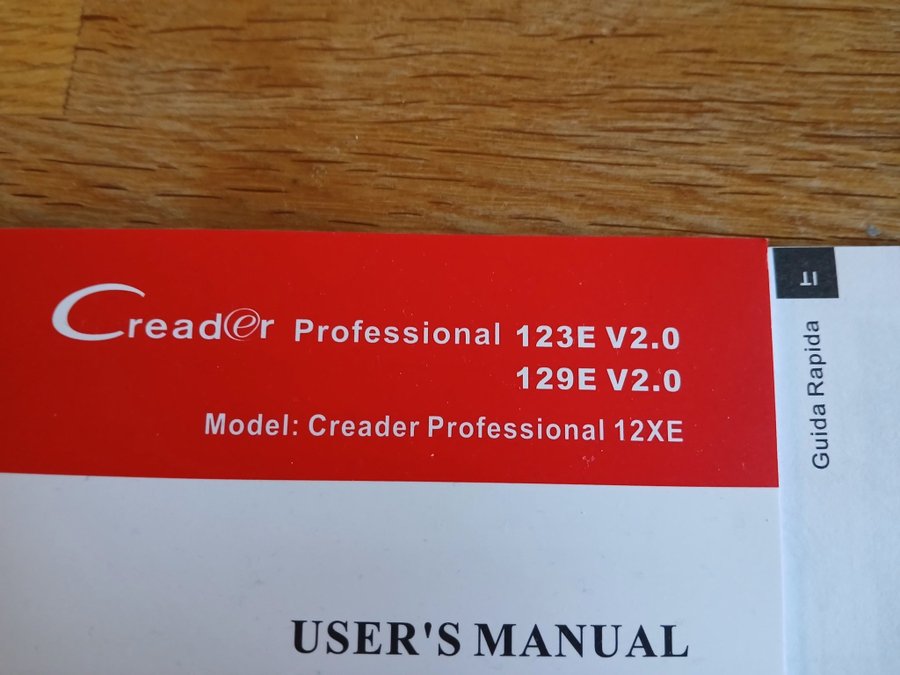 Creader Professional 123E V2.0
129E V2.0
Model: Creader Professional 12XE
USER'S MANUAL
IT
Guida Rapida